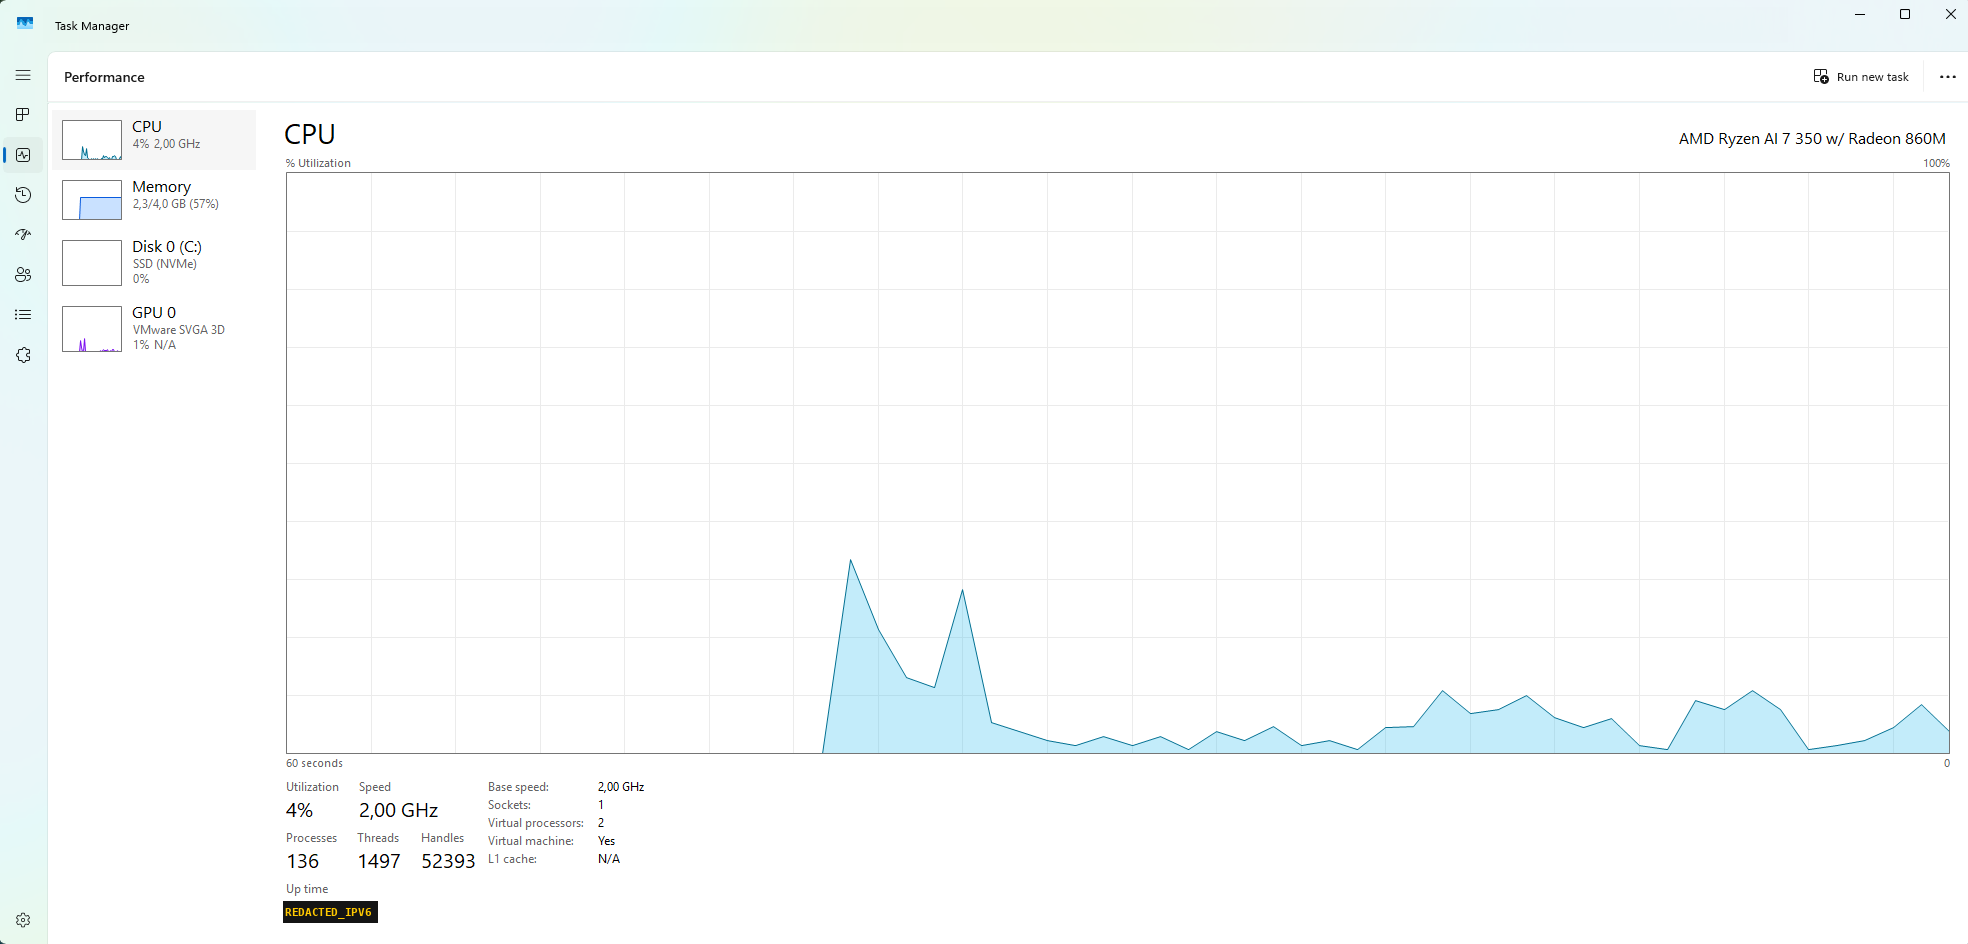 Task Manager
Performance
Run new task
CPU
4% 2,00 GHz
Memory
2,3/4,0 GB (57%)
Disk 0 (C:)
SSD (NVMe)
0%
GPU 0
VMware SVGA 3D
1% N/A
CPU
AMD Ryzen AI 7 350 w/ Radeon 860M
% Utilization
100%
60 seconds
0
Utilization
4%
Speed
2,00 GHz
Processes
136
Threads
1497
Handles
52393
Up time
REDACTED_IPV6
Base speed: 2,00 GHz
Sockets: 1
Virtual processors: 2
Virtual machine: Yes
L1 cache: N/A